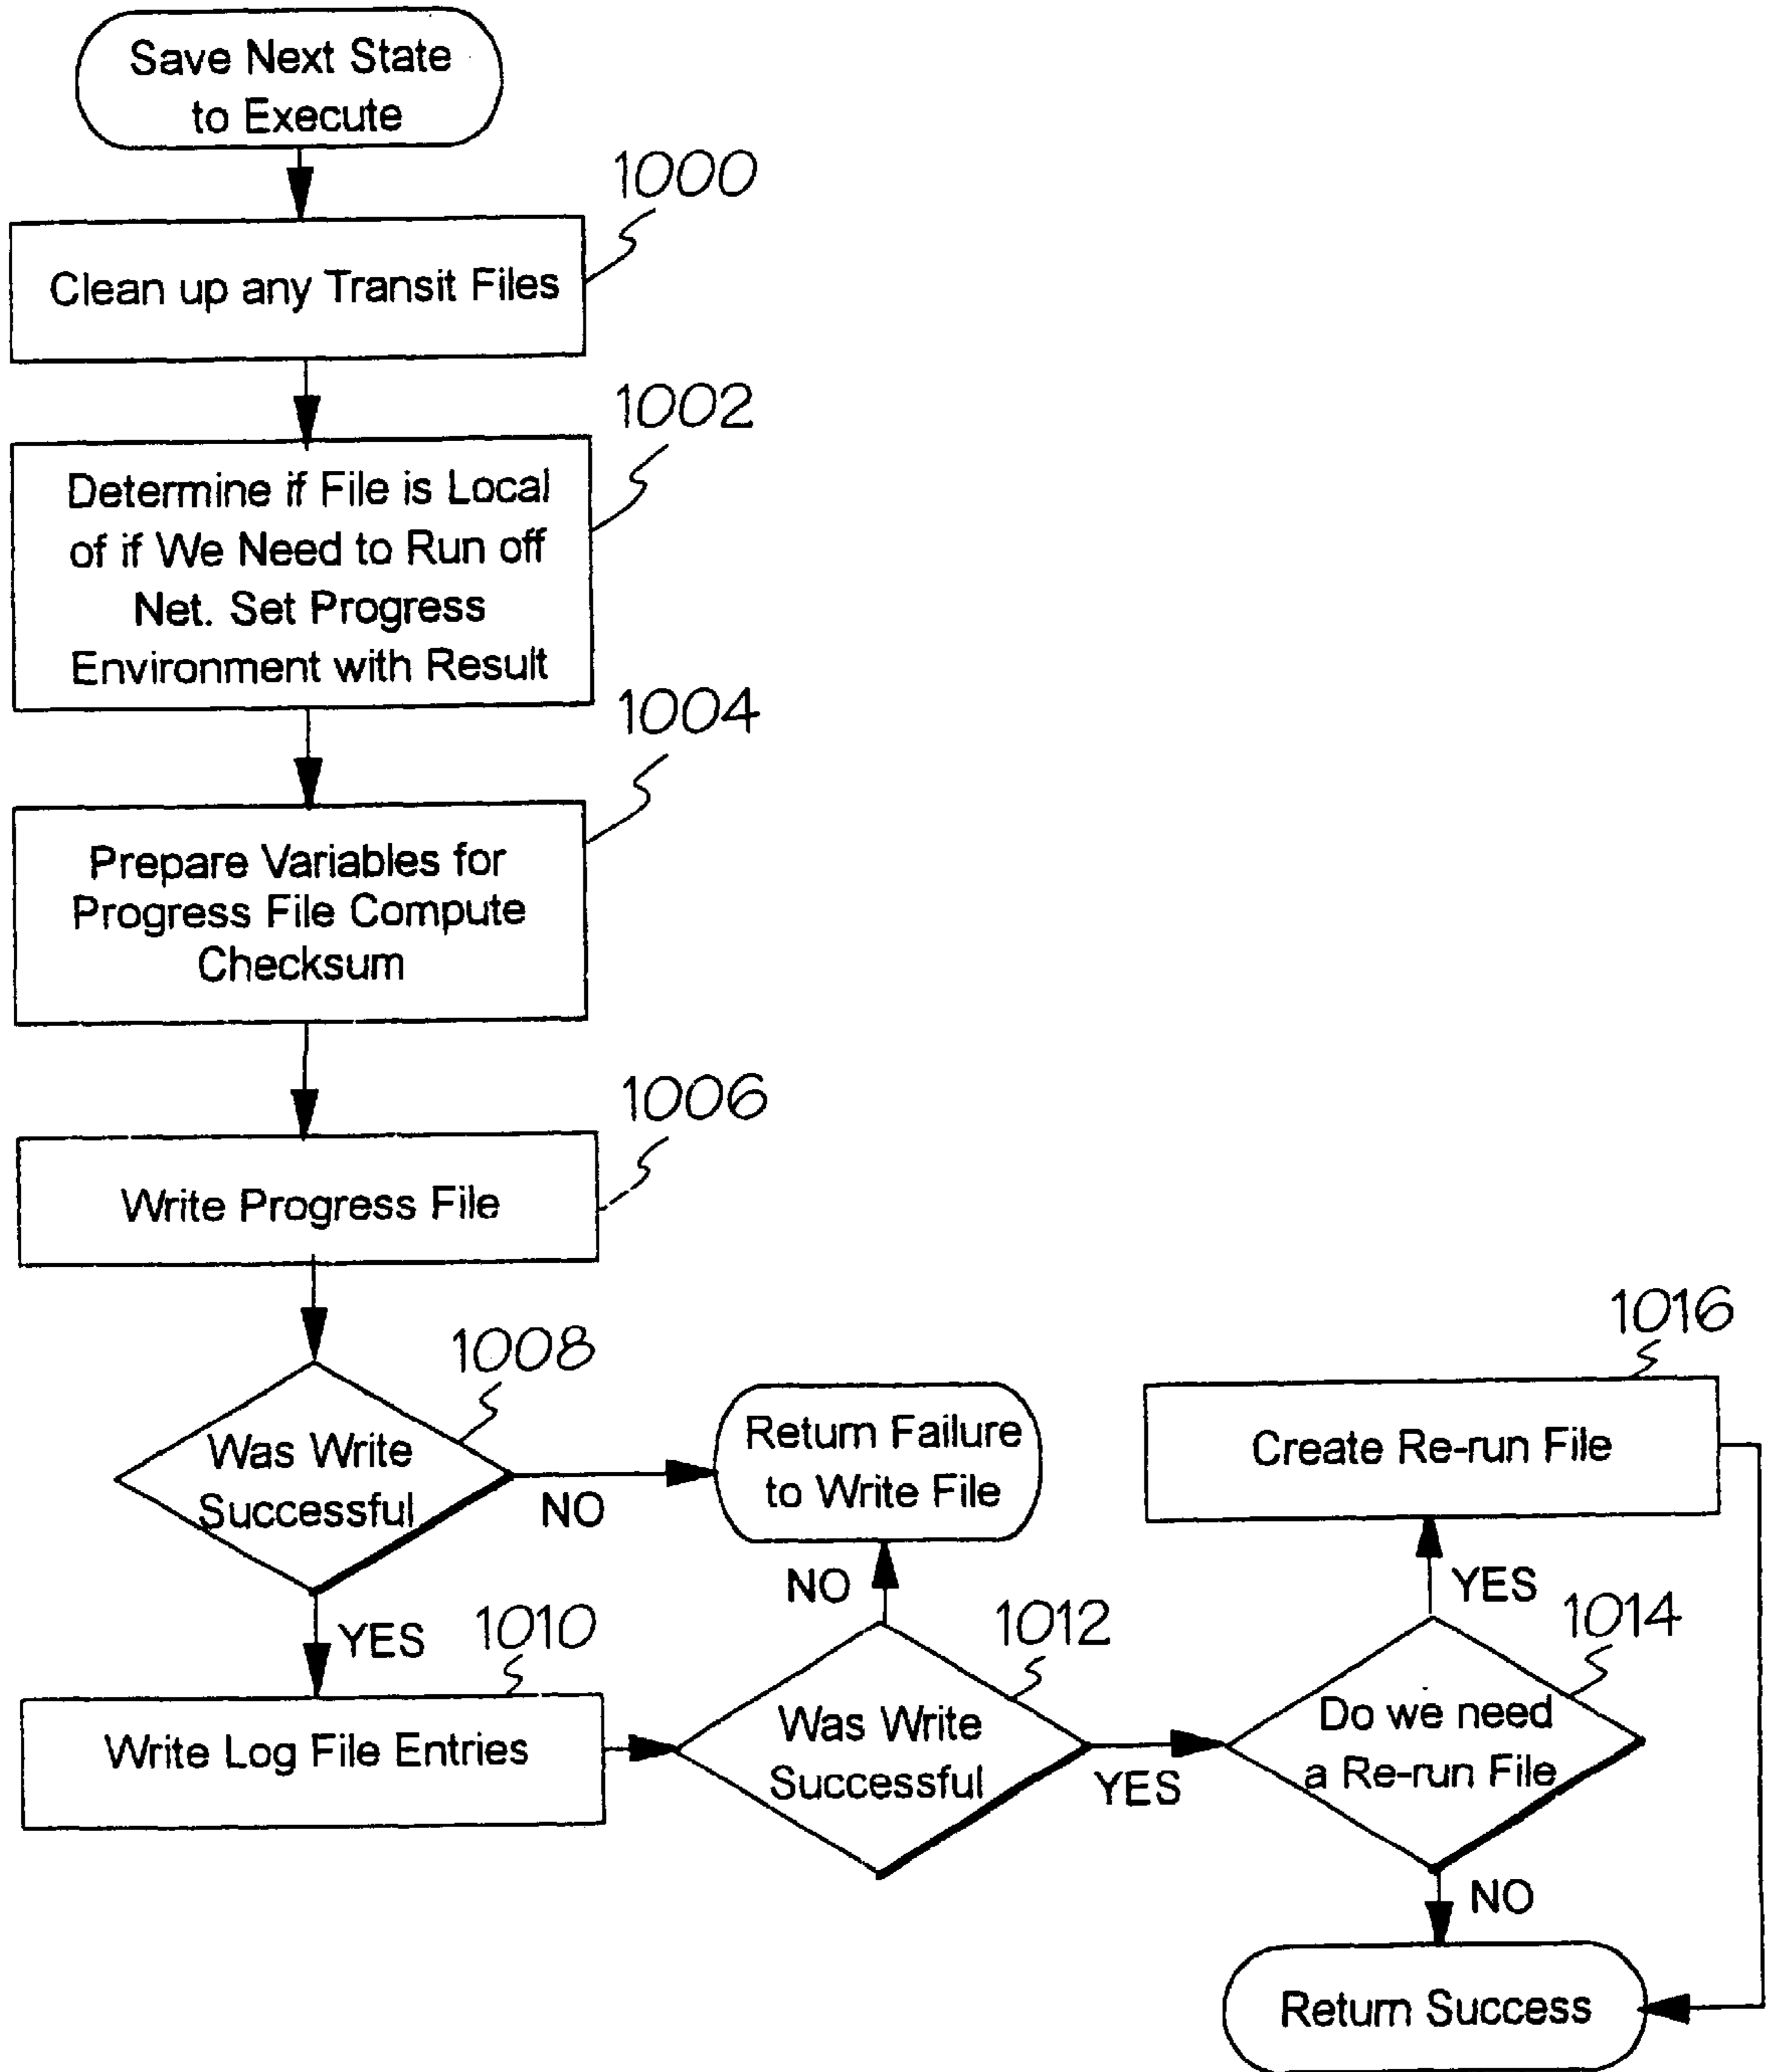 Save Next State
to Execute
1000
Clean up any Transit Files
1002
Determine if File is Local
of if We Need to Run off
Net. Set Progress
Environment with Result
1004
Prepare Variables for
Progress File Compute
Checksum
1006
Write Progress File
1008
Was Write
Successful
NO
Return Failure
to Write File
YES
1010
Write Log File Entries
1012
Was Write
Successful
NO
YES
1014
Do we need
a Re-run File
YES
1016
Create Re-run File
NO
Return Success